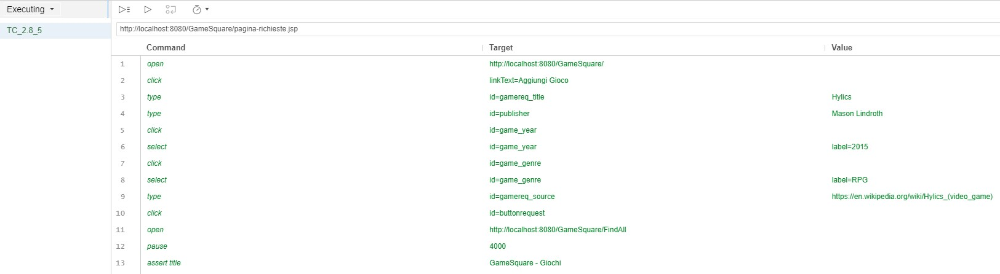 Executing
TC_2.8_5
http://localhost:8080/GameSquare/pagina-richieste.jsp
Command Target Value
1 open http://localhost:8080/GameSquare/
2 click linkText=Aggiungi Gioco
3 type id=gamereq_title Hylics
4 type id=publisher Mason Lindroth
5 click id=game_year
6 select id=game_year label=2015
7 click id=game_genre
8 select id=game_genre label=RPG
9 type id=gamereq_source https://en.wikipedia.org/wiki/Hylics_(video_game)
10 click id=buttonrequest
11 open http://localhost:8080/GameSquare/FindAll
12 pause 4000
13 assert title GameSquare - Giochi